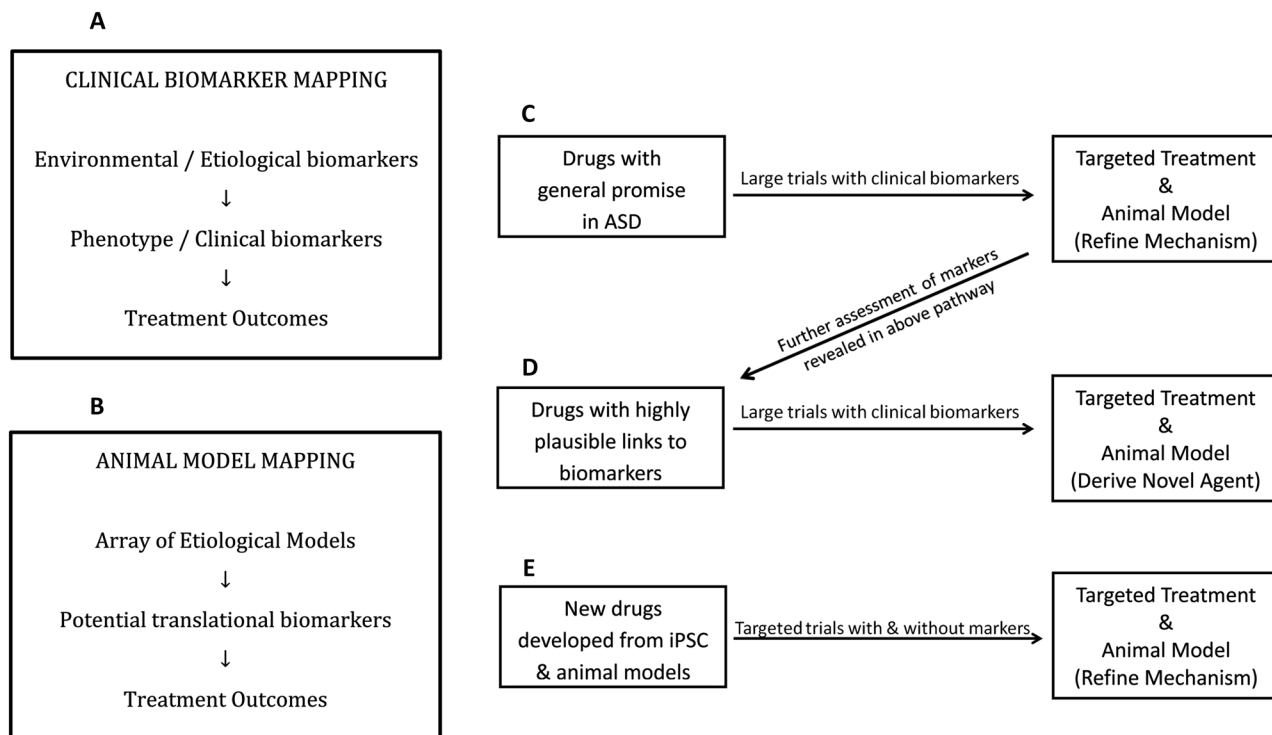 A
CLINICAL BIOMARKER MAPPING
Environmental / Etiological biomarkers
↓
Phenotype / Clinical biomarkers
↓
Treatment Outcomes
B
ANIMAL MODEL MAPPING
Array of Etiological Models
↓
Potential translational biomarkers
↓
Treatment Outcomes
C
Drugs with
general promise
in ASD
Large trials with clinical biomarkers
Targeted Treatment
&
Animal Model
(Refine Mechanism)
Further assessment of markers
revealed in above pathway
D
Drugs with highly
plausible links to
biomarkers
Large trials with clinical biomarkers
Targeted Treatment
&
Animal Model
(Derive Novel Agent)
E
New drugs
developed from iPSC
& animal models
Targeted trials with & without markers
Targeted Treatment
&
Animal Model
(Refine Mechanism)